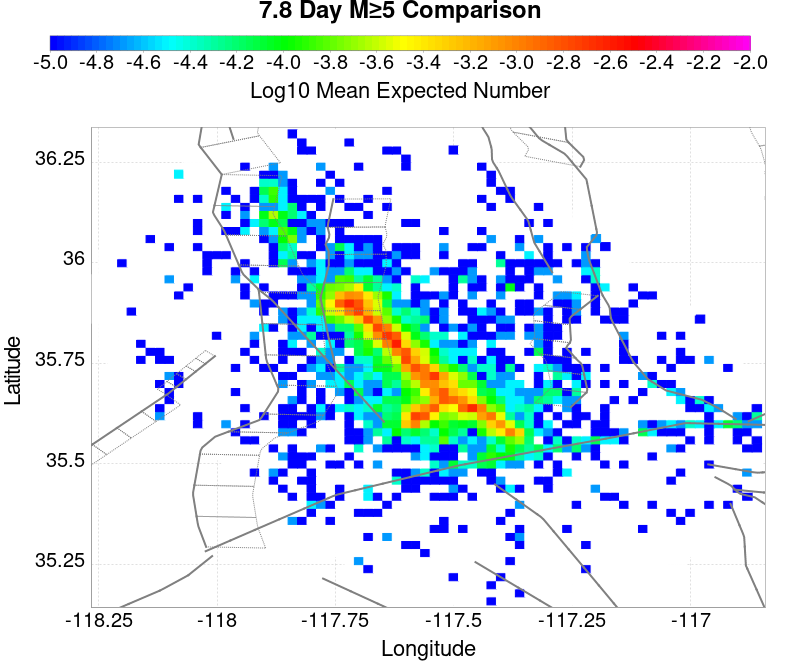 7.8 Day M≥5 Comparison
-5.0 -4.8 -4.6 -4.4 -4.2 -4.0 -3.8 -3.6 -3.4 -3.2 -3.0 -2.8 -2.6 -2.4 -2.2 -2.0
Log10 Mean Expected Number
36.25
36
35.75
35.5
35.25
Latitude
-118.25 -118 -117.75 -117.5 -117.25 -117
Longitude